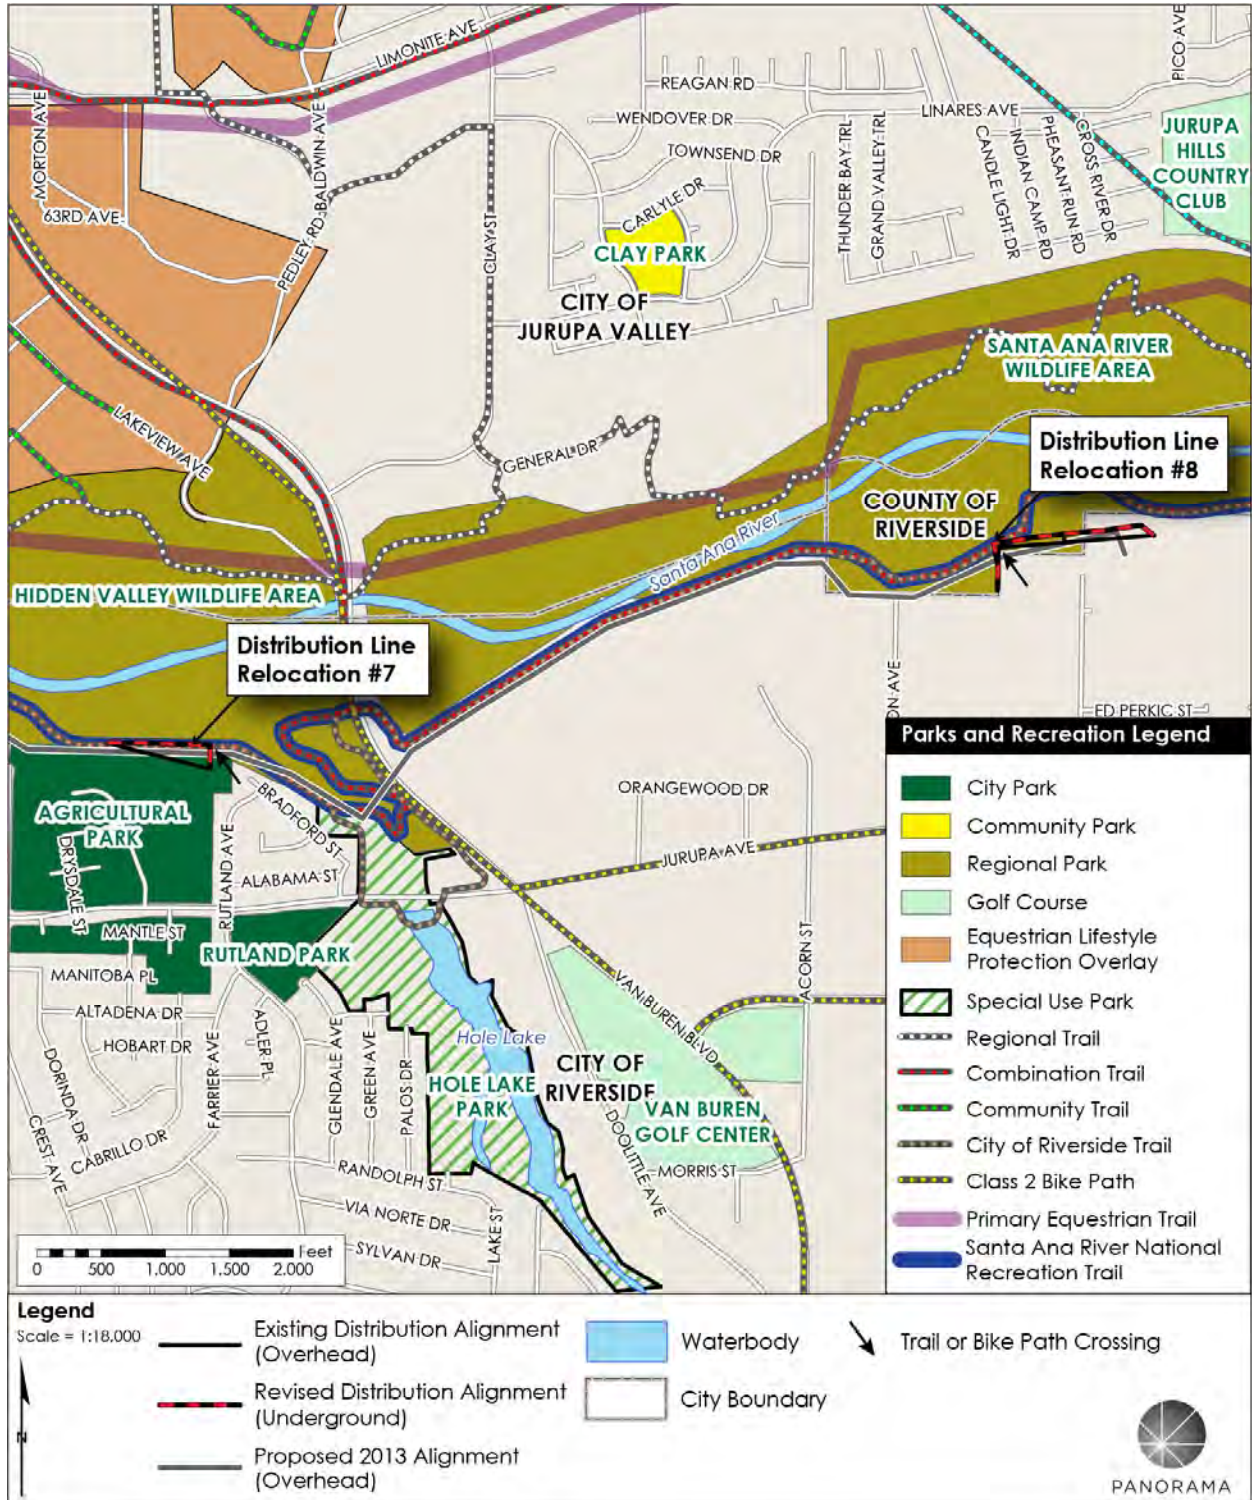 LIMONITE AVE
PICO AVE
REAGAN RD
LINARES AVE
WENDOVER DR
TOWNSEND DR
MORTON AVE
BALDWIN AVE
PEDLEY RD
63RD AVE
CLAY ST
CARLYLE DR
CLAY PARK
THUNDER BAY TRL
GRAND VALLEY TRL
CANDLE LIGHT DR
INDIAN CAMP RD
PHEASANT RUN RD
CROSS RIVER DR
JURUPA
HILLS
COUNTRY
CLUB
CITY OF
JURUPA VALLEY
SANTA ANA RIVER
WILDLIFE AREA
LAKEVIEW AVE
GENERAL DR
Distribution Line
Relocation #8
COUNTY OF
RIVERSIDE
Santa Ana River
HIDDEN VALLEY WILDLIFE AREA
Distribution Line
Relocation #7
ON AVE
ED PERKIC ST
AGRICULTURAL
PARK
DRYSDALE ST
BRADFORD ST
RUTLAND AVE
ALABAMA ST
MANTLE ST
RUTLAND PARK
MANITOBA PL
ALTADENA DR
HOBART DR
DORINDA DR
CREST AVE
CABRILLO DR
FARRIER AVE
ADLER PL
GLENDALE AVE
GREEN AVE
PALOS DR
RANDOLPH ST
VIA NORTE DR
SYLVAN DR
LAKE ST
Hole Lake
HOLE LAKE
PARK
CITY OF
RIVERSIDE
ORANGEWOOD DR
JURUPA AVE
ACORN ST
VAN BUREN BLVD
VAN BUREN
GOLF CENTER
DOOLITTLE AVE
MORRIS ST
Parks and Recreation Legend
City Park
Community Park
Regional Park
Golf Course
Equestrian Lifestyle
Protection Overlay
Special Use Park
Regional Trail
Combination Trail
Community Trail
City of Riverside Trail
Class 2 Bike Path
Primary Equestrian Trail
Santa Ana River National
Recreation Trail
Feet
0 500 1,000 1,500 2,000
Legend
Scale = 1:18,000
N
Existing Distribution Alignment
(Overhead)
Revised Distribution Alignment
(Underground)
Proposed 2013 Alignment
(Overhead)
Waterbody
City Boundary
Trail or Bike Path Crossing
PANORAMA